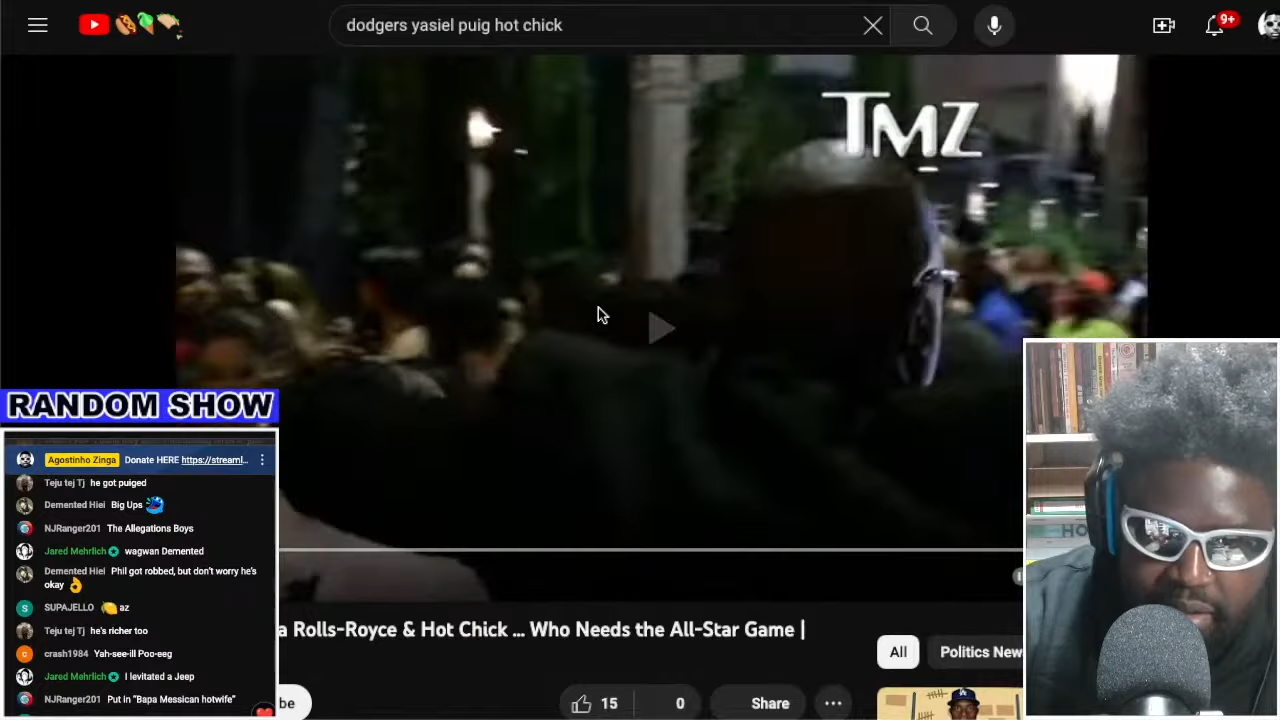 dodgers yasiel puig hot chick
9+
TMZ
RANDOM SHOW
Agostinho Zinga Donate HERE https://streaml...
Teju tej Tj he got puiged
Demented Hiei Big Ups
NJRanger201 The Allegations Boys
Jared Mehrlich wagwan Demented
Demented Hiei Phil got robbed, but don't worry he's
okay
SUPAJELLO az
Teju tej Tj he's richer too
crash1984 Yah-see-ill Poo-eeg
Jared Mehrlich I levitated a Jeep
NJRanger201 Put in "Bapa Messican hotwife"
a Rolls-Royce & Hot Chick ... Who Needs the All-Star Game |
All
Politics New
be
15
0
Share